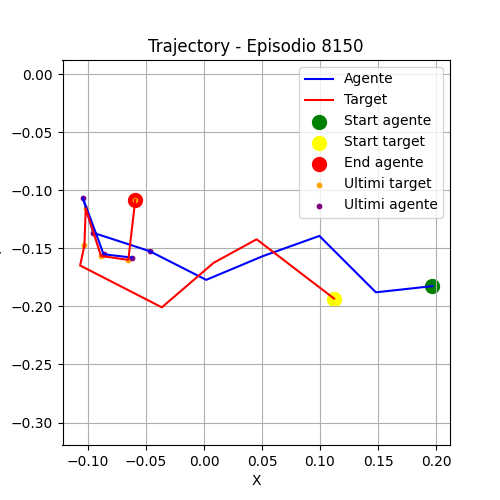 Trajectory - Episodio 8150
Agente
Target
Start agente
Start target
End agente
Ultimi target
Ultimi agente
0.00
−0.05
−0.10
−0.15
−0.20
−0.25
−0.30
−0.10
−0.05
0.00
0.05
0.10
0.15
0.20
X